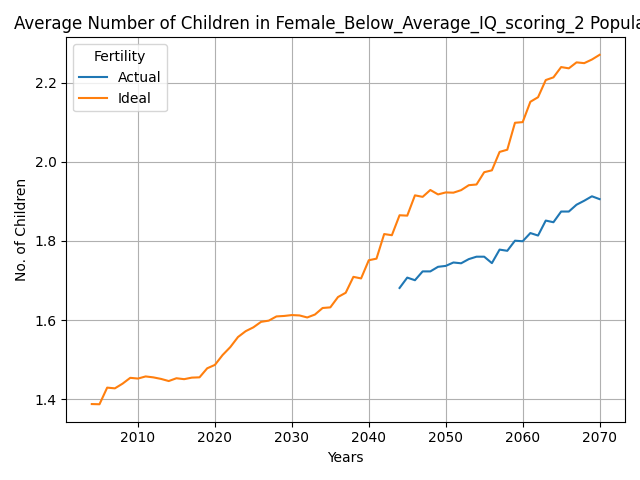 Average Number of Children in Female_Below_Average_IQ_scoring_2 Popula
Fertility
Actual
Ideal
2.2
2.0
1.8
1.6
1.4
No. of Children
2010 2020 2030 2040 2050 2060 2070
Years